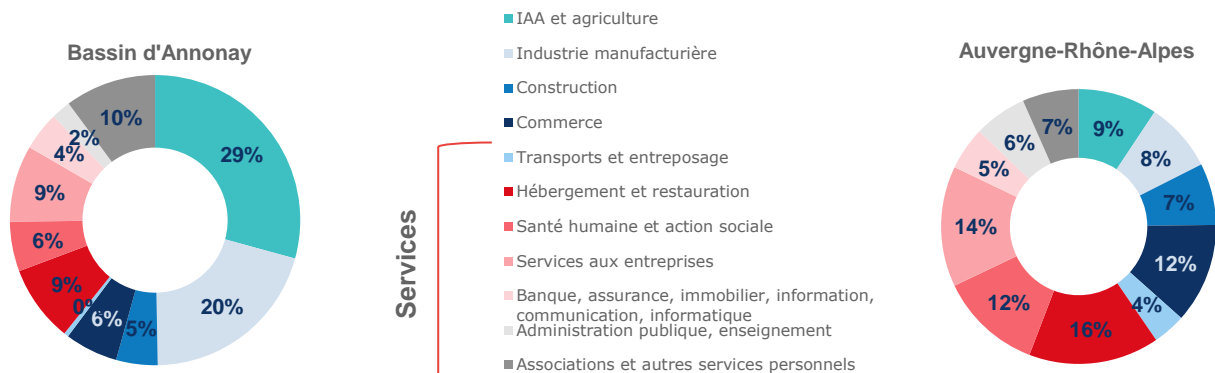 Bassin d'Annonay
10%
2%
4%
9%
6%
9%
0%
6%
5%
20%
29%
Services
IAA et agriculture
Industrie manufacturière
Construction
Commerce
Transports et entreposage
Hébergement et restauration
Santé humaine et action sociale
Services aux entreprises
Banque, assurance, immobilier, information,
communication, informatique
Administration publique, enseignement
Associations et autres services personnels
Auvergne-Rhône-Alpes
7%
9%
6%
8%
5%
7%
14%
12%
4%
12%
16%